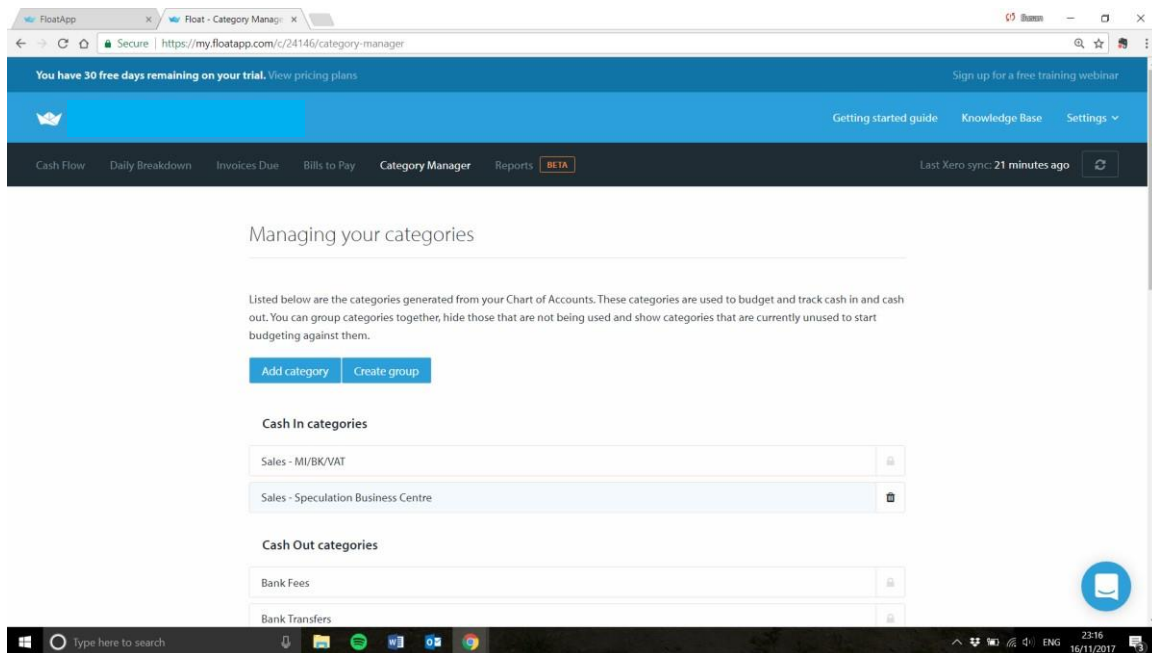 FloatApp
Float - Category Manage
Secure | https://my.floatapp.com/c/24146/category-manager
You have 30 free days remaining on your trial. View pricing plans
Sign up for a free training webinar
Getting started guide Knowledge Base Settings
Cash Flow Daily Breakdown Invoices Due Bills to Pay Category Manager Reports BETA
Last Xero sync: 21 minutes ago
Managing your categories
Listed below are the categories generated from your Chart of Accounts. These categories are used to budget and track cash in and cash
out. You can group categories together, hide those that are not being used and show categories that are currently unused to start
budgeting against them.
Add category Create group
Cash In categories
Sales - MI/BK/VAT
Sales - Speculation Business Centre
Cash Out categories
Bank Fees
Bank Transfers
Type here to search
ENG
23:16
16/11/2017
3